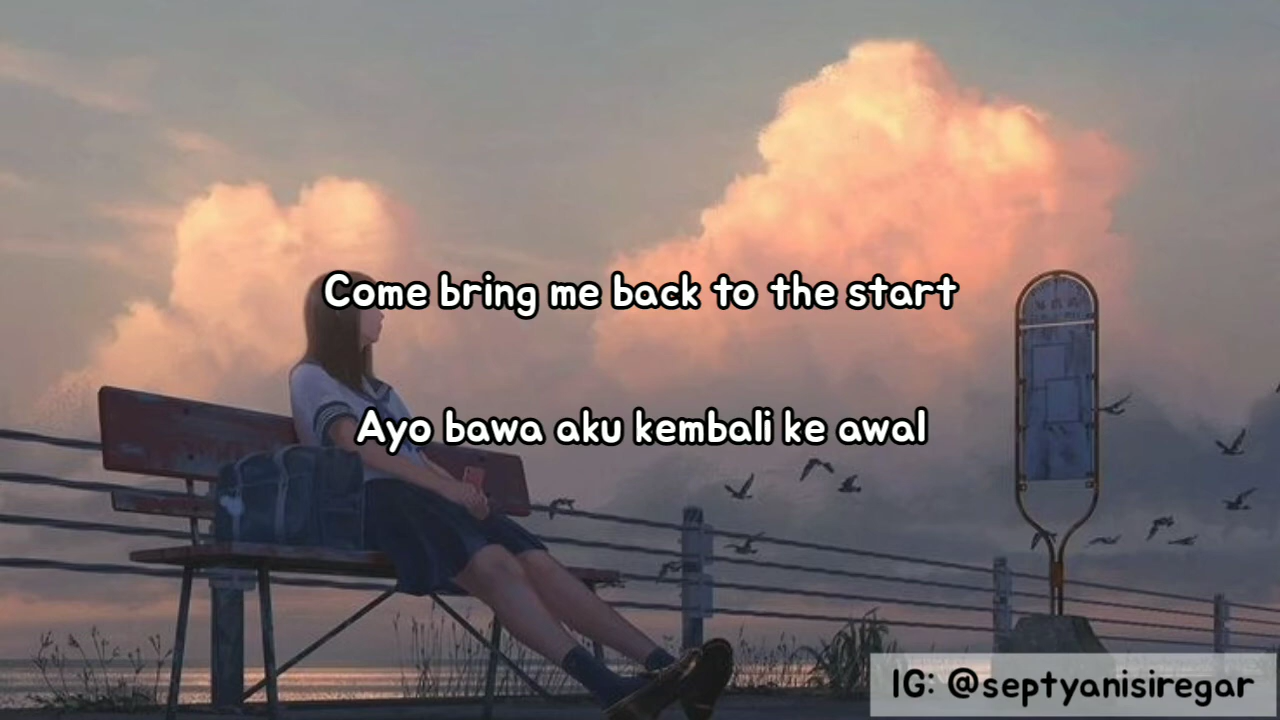 Come bring me back to the start
Ayo bawa aku kembali ke awal
IG: @septyanisiregar